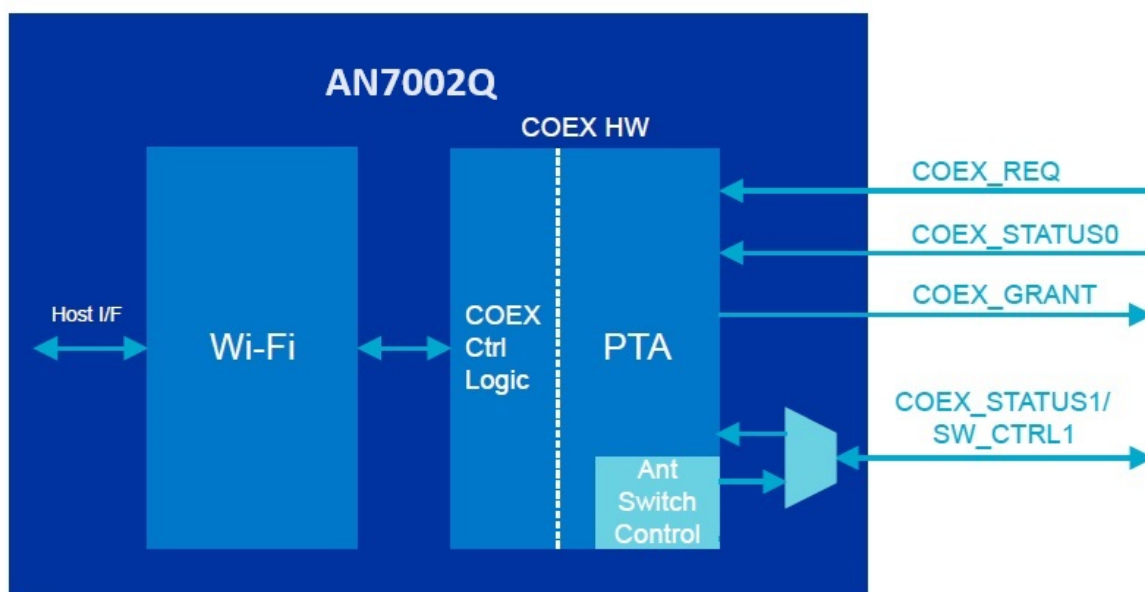 AN7002Q
COEX HW
COEX_REQ
COEX_STATUS0
COEX_GRANT
Host I/F
Wi-Fi
COEX
Ctrl
Logic
PTA
COEX_STATUS1/
SW_CTRL1
Ant
Switch
Control